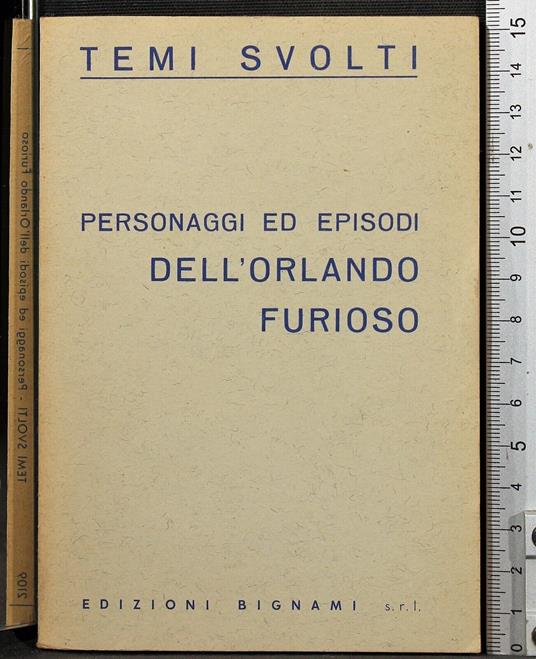 TEMI SVOLTI
PERSONAGGI ED EPISODI
DELL'ORLANDO
FURIOSO
EDIZIONI BIGNAMI s.r.l.
TEMI SVOLTI - Personaggi ed episodi dell'Orlando Furioso
2109
15
14
13
12
11
10
9
8
7
6
5
4
3
2
1
0